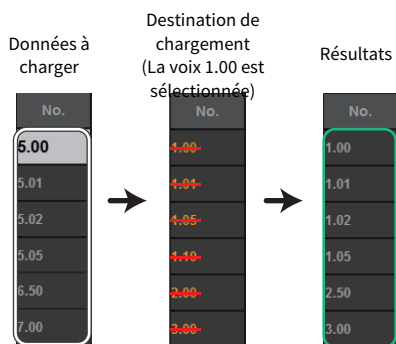 Données à
charger
Destination de
chargement
(La voix 1.00 est
sélectionnée)
Résultats
No.
5.00
5.01
5.02
5.05
6.50
7.00
No.
1.00
1.01
1.05
1.10
2.00
3.00
No.
1.00
1.01
1.02
1.05
2.50
3.00